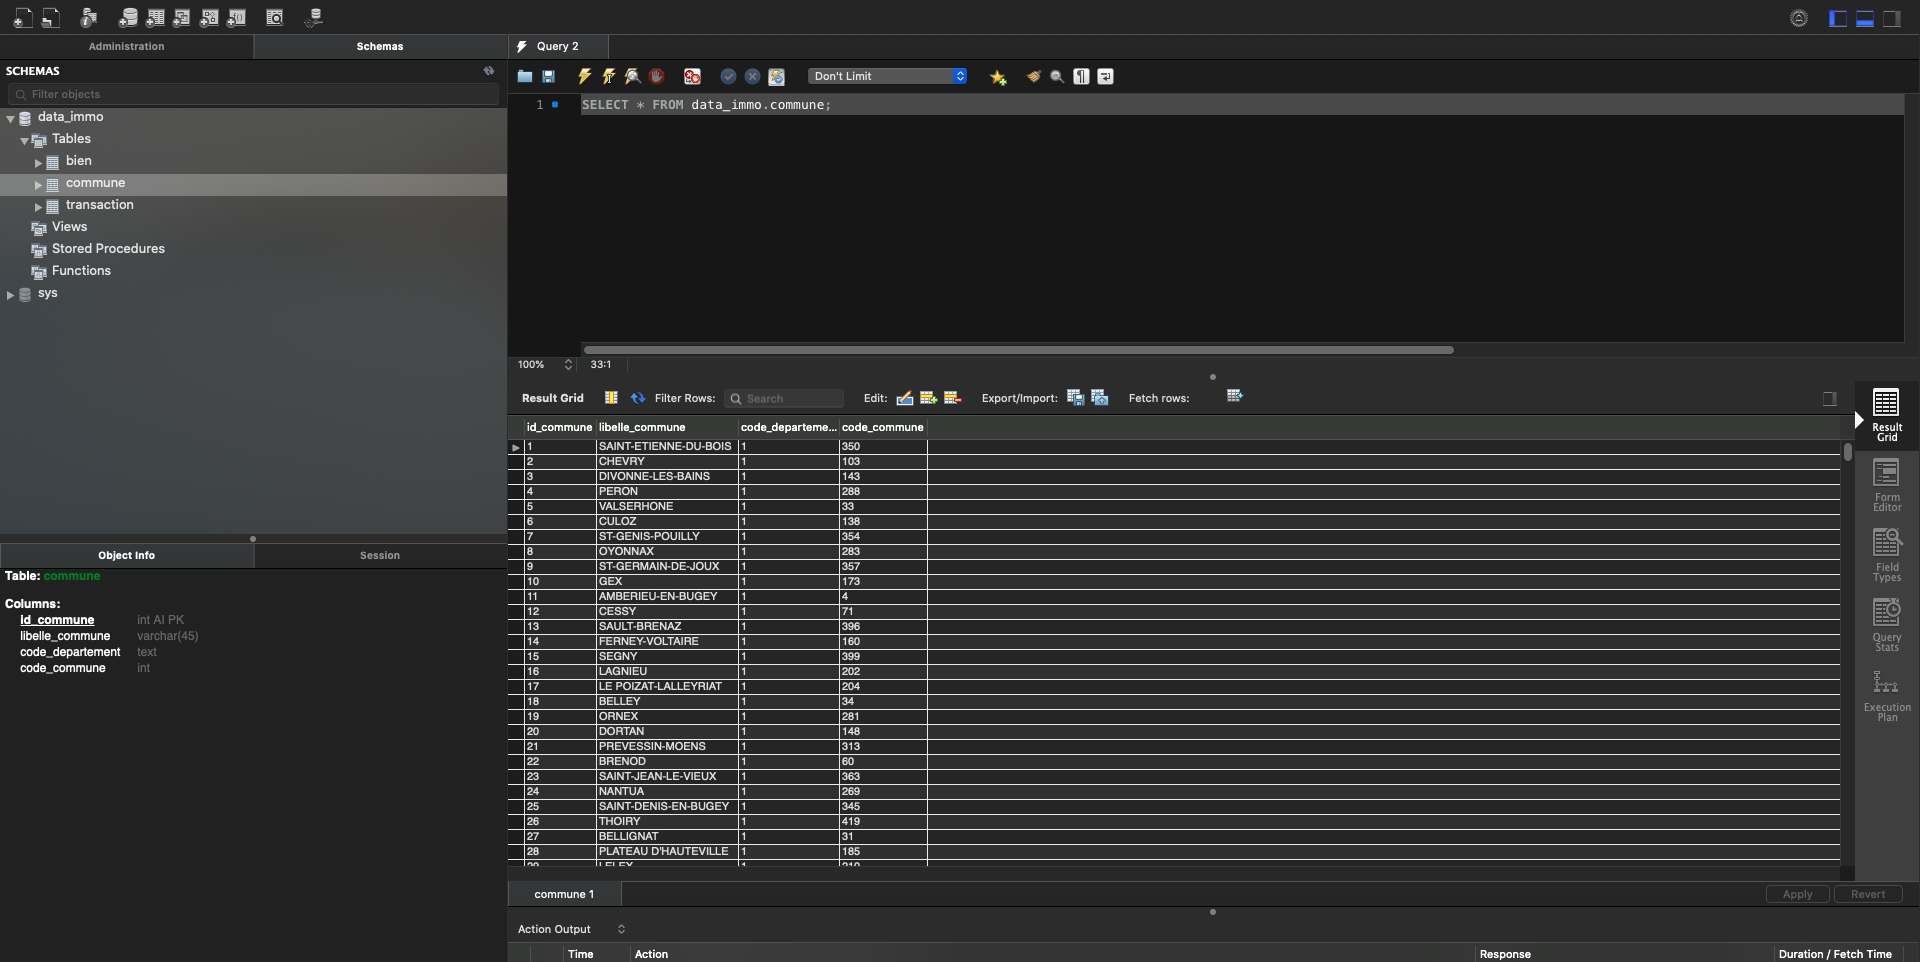 Administration
Schemas
Query 2
SCHEMAS
Filter objects
data_immo
Tables
bien
commune
transaction
Views
Stored Procedures
Functions
sys
Object Info
Session
Table: commune
Columns:
id_commune int AI PK
libelle_commune varchar(45)
code_departement text
code_commune int
Don't Limit
1 SELECT * FROM data_immo.commune;
100% 33:1
Result Grid Filter Rows: Search Edit: Export/Import: Fetch rows:
id_commune libelle_commune code_departeme... code_commune
1 SAINT-ETIENNE-DU-BOIS 1 350
2 CHEVRY 1 103
3 DIVONNE-LES-BAINS 1 143
4 PERON 1 288
5 VALSERHONE 1 33
6 CULOZ 1 138
7 ST-GENIS-POUILLY 1 354
8 OYONNAX 1 283
9 ST-GERMAIN-DE-JOUX 1 357
10 GEX 1 173
11 AMBERIEU-EN-BUGEY 1 4
12 CESSY 1 71
13 SAULT-BRENAZ 1 396
14 FERNEY-VOLTAIRE 1 160
15 SEGNY 1 399
16 LAGNIEU 1 202
17 LE POIZAT-LALLEYRIAT 1 204
18 BELLEY 1 34
19 ORNEX 1 281
20 DORTAN 1 148
21 PREVESSIN-MOENS 1 313
22 BRENOD 1 60
23 SAINT-JEAN-LE-VIEUX 1 363
24 NANTUA 1 269
25 SAINT-DENIS-EN-BUGEY 1 345
26 THOIRY 1 419
27 BELLIGNAT 1 31
28 PLATEAU D'HAUTEVILLE 1 185
Result
Grid
Form
Editor
Field
Types
Query
Stats
Execution
Plan
commune 1
Apply
Revert
Action Output
Time Action Response Duration / Fetch Time